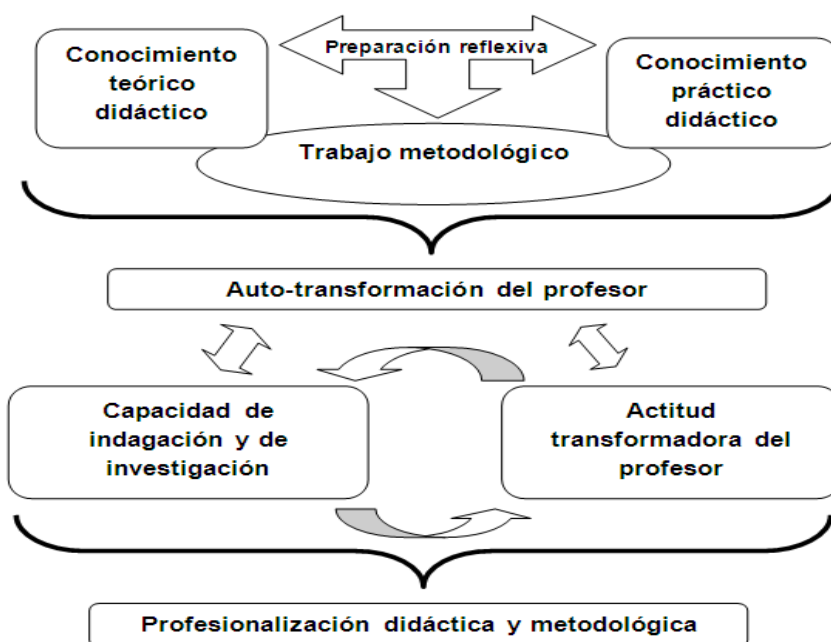 Conocimiento
teórico
didáctico
Preparación reflexiva
Conocimiento
práctico
didáctico
Trabajo metodológico
Auto-transformación del profesor
Capacidad de
indagación y de
investigación
Actitud
transformadora del
profesor
Profesionalización didáctica y metodológica